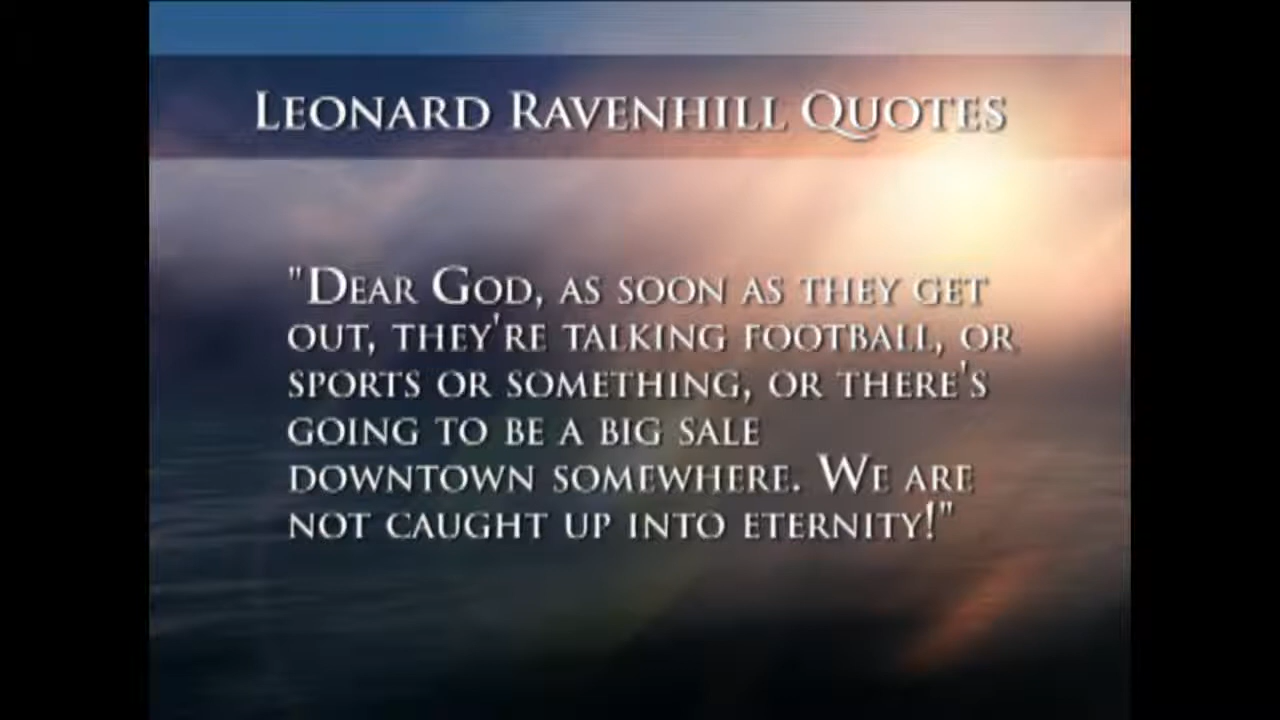 Leonard Ravenhill Quotes
"Dear God, as soon as they get
out, they're talking football, or
sports or something, or there's
going to be a big sale
downtown somewhere. We are
not caught up into eternity!"